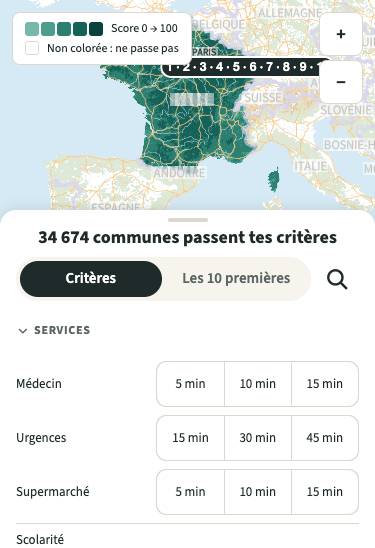 Score 0 → 100
Non colorée : ne passe pas
ALLEMAGNE
BELGIQUE
+
PARIS
1 · 2 · 3 · 4 · 5 · 6 · 7 · 8 · 9 · 1
−
SUISSE
SLOVÉNIE
BOSNIE-H
ITALIE
ANDORRE
ESPAGNE
34 674 communes passent tes critères
Critères
Les 10 premières
SERVICES
Médecin
5 min
10 min
15 min
Urgences
15 min
30 min
45 min
Supermarché
5 min
10 min
15 min
Scolarité